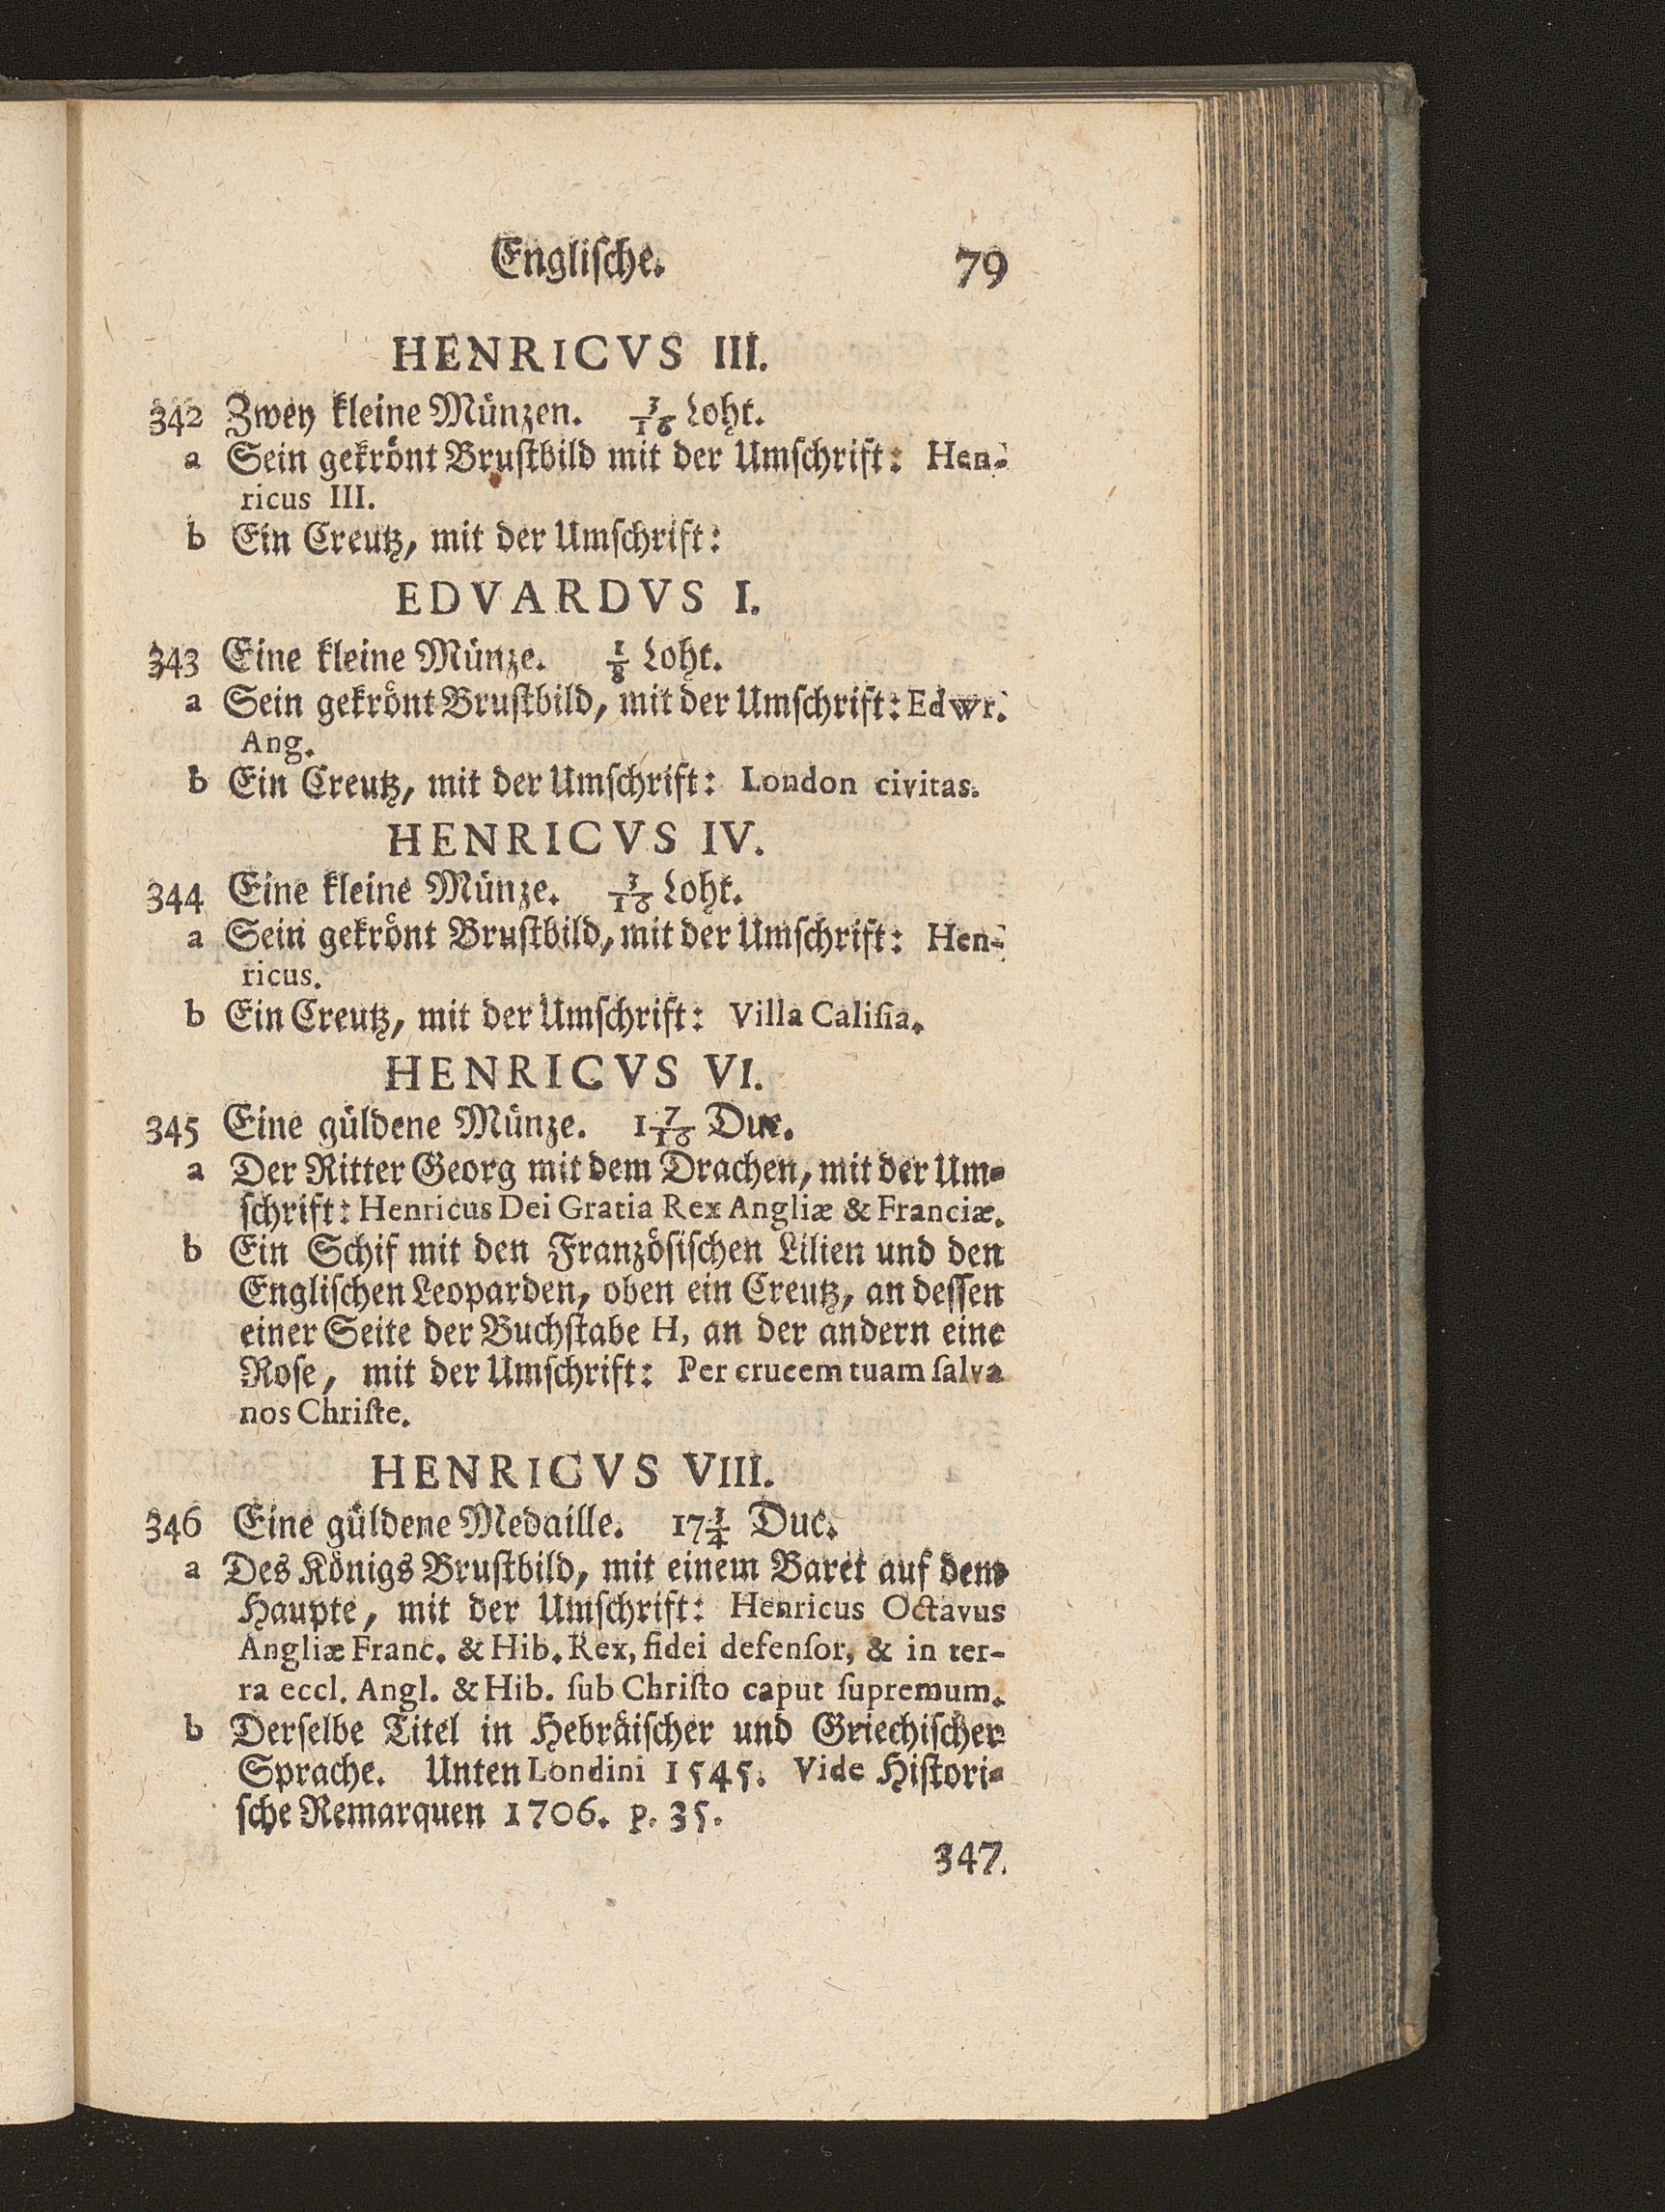 Engliſche. 79
HENRICVS III.
342 Zwey kleine Münzen. 3/16 Loht.
a Sein gekrönt Bruſtbild mit der Umſchrift: Hen-
ricus III.
b Ein Creutz, mit der Umſchrift:
EDVARDVS I.
343 Eine kleine Münze. 1/8 Loht.
a Sein gekrönt Bruſtbild, mit der Umſchrift: Edwr.
Ang.
b Ein Creutz, mit der Umſchrift: London civitas.
HENRICVS IV.
344 Eine kleine Münze. 3/16 Loht.
a Sein gekrönt Bruſtbild, mit der Umſchrift: Hen-
ricus.
b Ein Creutz, mit der Umſchrift: Villa Caliſia.
HENRICVS VI.
345 Eine güldene Münze. 1 7/16 Duc.
a Der Ritter Georg mit dem Drachen, mit der Um-
ſchrift: Henricus Dei Gratia Rex Angliæ & Franciæ.
b Ein Schif mit den Franzöſiſchen Lilien und den
Engliſchen Leoparden, oben ein Creutz, an deſſen
einer Seite der Buchſtabe H, an der andern eine
Roſe, mit der Umſchrift: Per crucem tuam ſalva
nos Chriſte.
HENRICVS VIII.
346 Eine güldene Medaille. 17 1/4 Duc.
a Des Königs Bruſtbild, mit einem Baret auf dem
Haupte, mit der Umſchrift: Henricus Octavus
Angliæ Franc. & Hib. Rex, fidei defenſor, & in ter-
ra eccl. Angl. & Hib. ſub Chriſto caput ſupremum.
b Derſelbe Titel in Hebräiſcher und Griechiſcher
Sprache. Unten Londini 1545. Vide Hiſtori-
ſche Remarquen 1706. p. 35.
347.